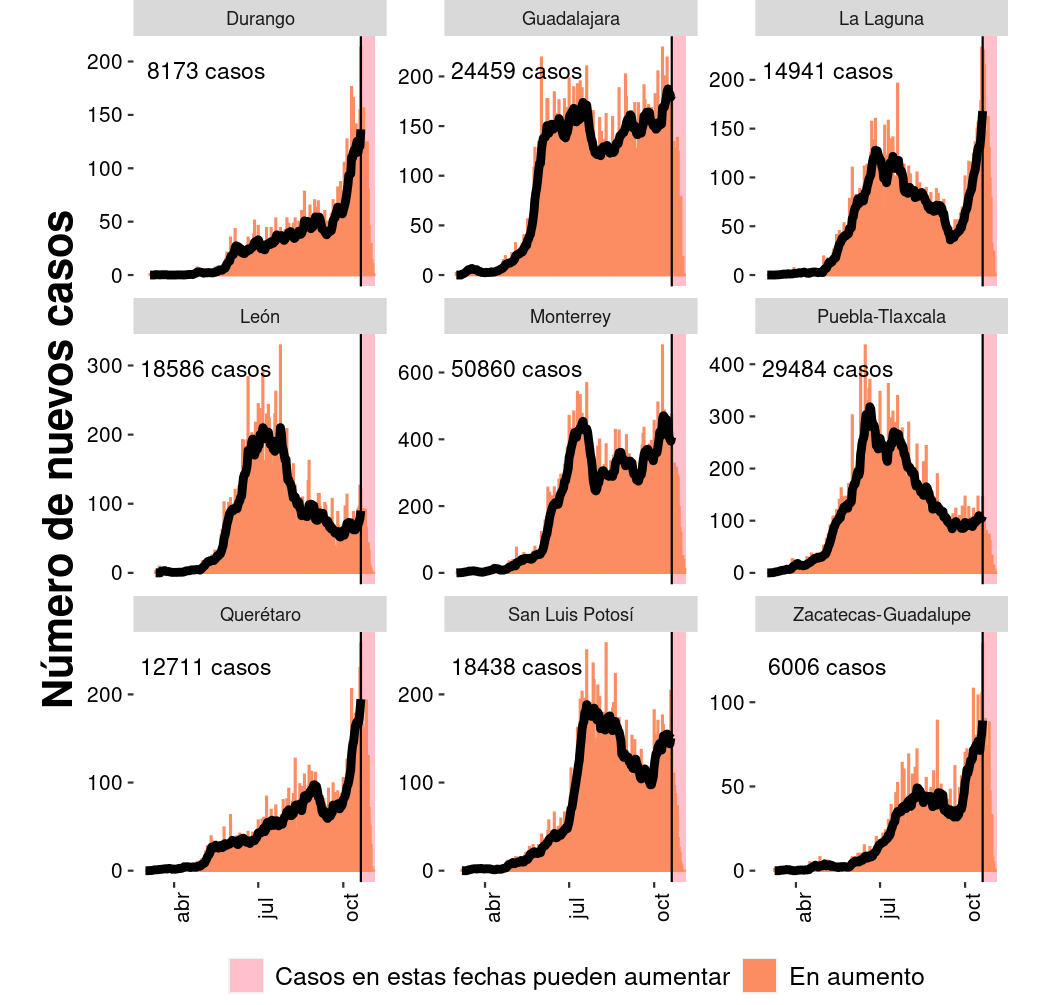 Durango
Guadalajara
La Laguna
8173 casos
24459 casos
14941 casos
200
150
100
50
0
200
150
100
50
0
200
150
100
50
0
León
Monterrey
Puebla-Tlaxcala
18586 casos
50860 casos
29484 casos
300
200
100
0
600
400
200
0
400
300
200
100
0
Querétaro
San Luis Potosí
Zacatecas-Guadalupe
12711 casos
18438 casos
6006 casos
200
100
0
200
100
0
100
50
0
abr
jul
oct
abr
jul
oct
abr
jul
oct
Número de nuevos casos
Casos en estas fechas pueden aumentar
En aumento